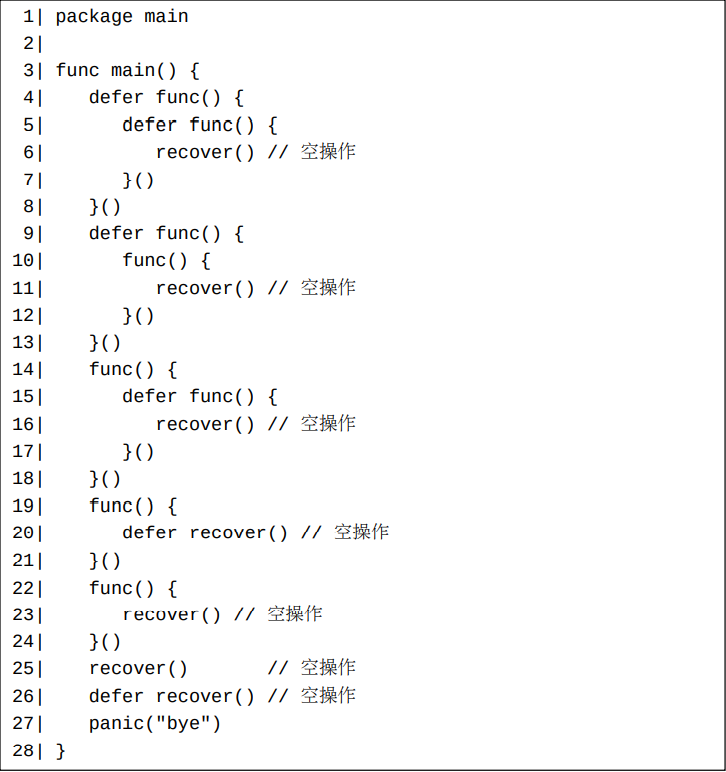 1| package main
2|
3| func main() {
4|    defer func() {
5|       defer func() {
6|          recover() // 空操作
7|       }()
8|    }()
9|    defer func() {
10|       func() {
11|          recover() // 空操作
12|       }()
13|    }()
14|    func() {
15|       defer func() {
16|          recover() // 空操作
17|       }()
18|    }()
19|    func() {
20|       defer recover() // 空操作
21|    }()
22|    func() {
23|       recover() // 空操作
24|    }()
25|    recover()       // 空操作
26|    defer recover() // 空操作
27|    panic("bye")
28| }